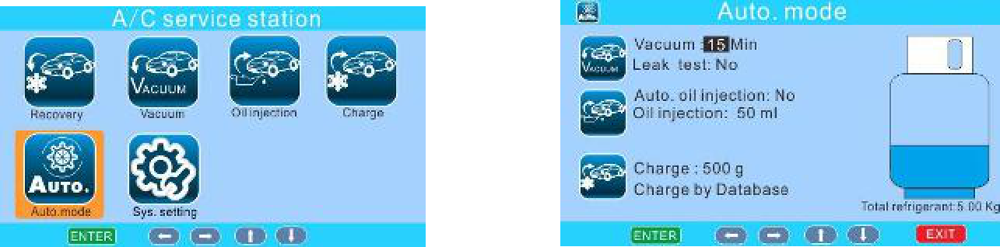 A/C service station
VACUUM
Recovery
Vacuum
Oil injection
Charge
AUTO.
Auto.mode
Sys. setting
ENTER
Auto. mode
AUTO.
Vacuum : 15 Min
VACUUM
Leak test: No
Auto. oil injection: No
Oil injection: 50 ml
Charge : 500 g
Charge by Database
Total refrigerant:5.00 Kg
ENTER
EXIT